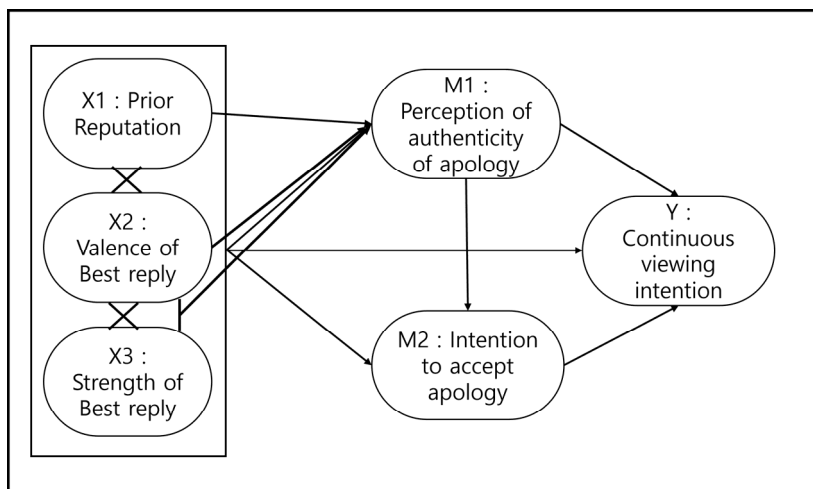 X1 : Prior
Reputation
X2 :
Valence of
Best reply
X3 :
Strength of
Best reply
M1 :
Perception of
authenticity
of apology
M2 : Intention
to accept
apology
Y :
Continuous
viewing
intention